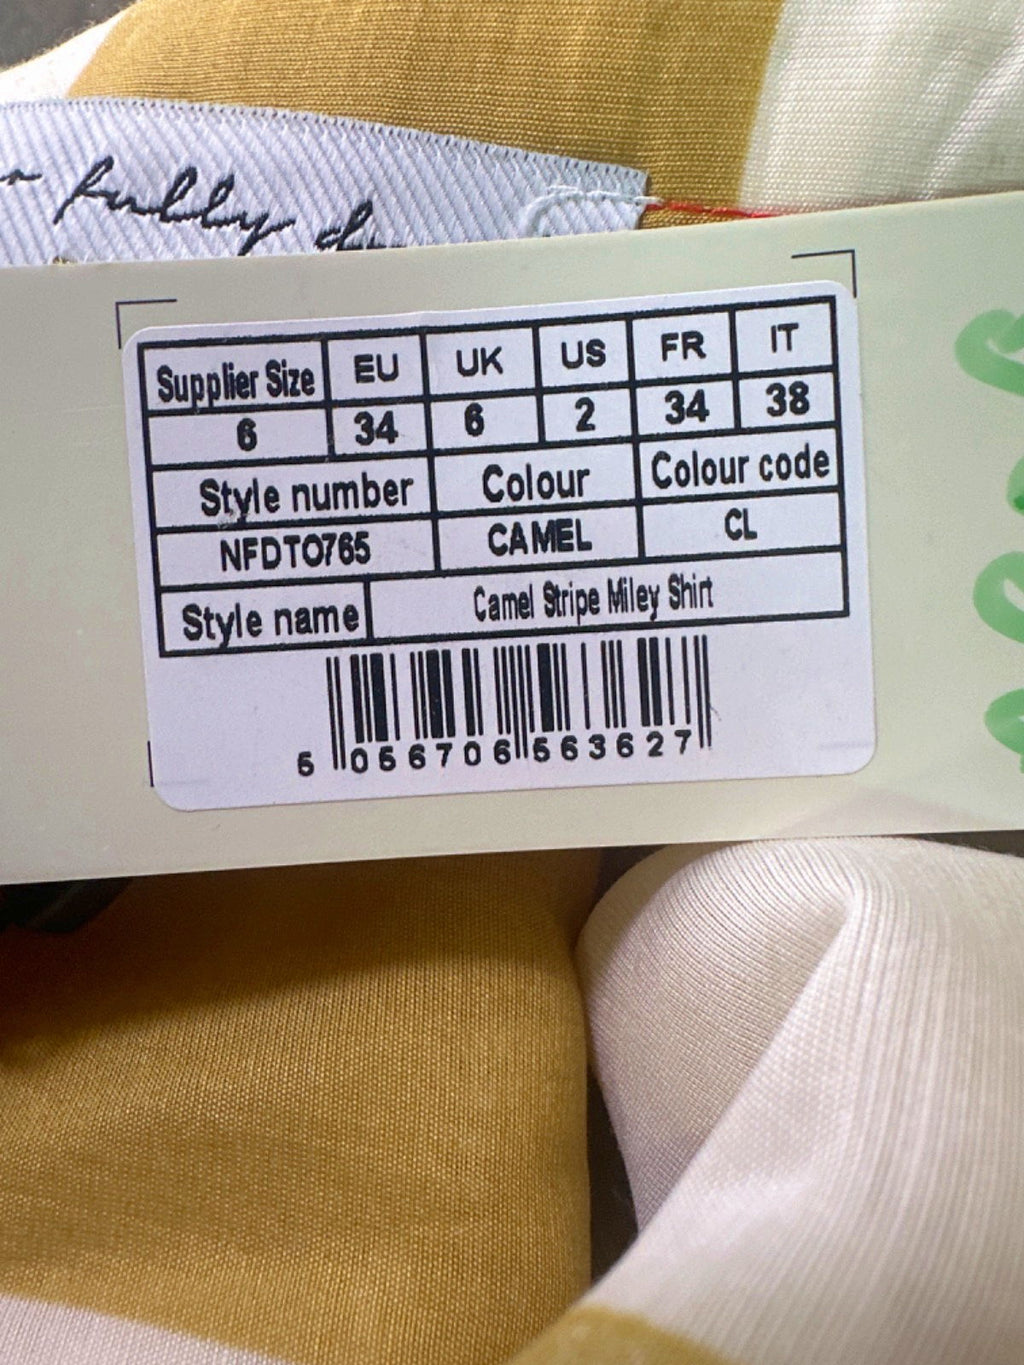 fully
Supplier Size EU UK US FR IT
6 34 6 2 34 38
Style number Colour Colour code
NFDTO765 CAMEL CL
Style name Camel Stripe Miley Shirt
5 056706 563627